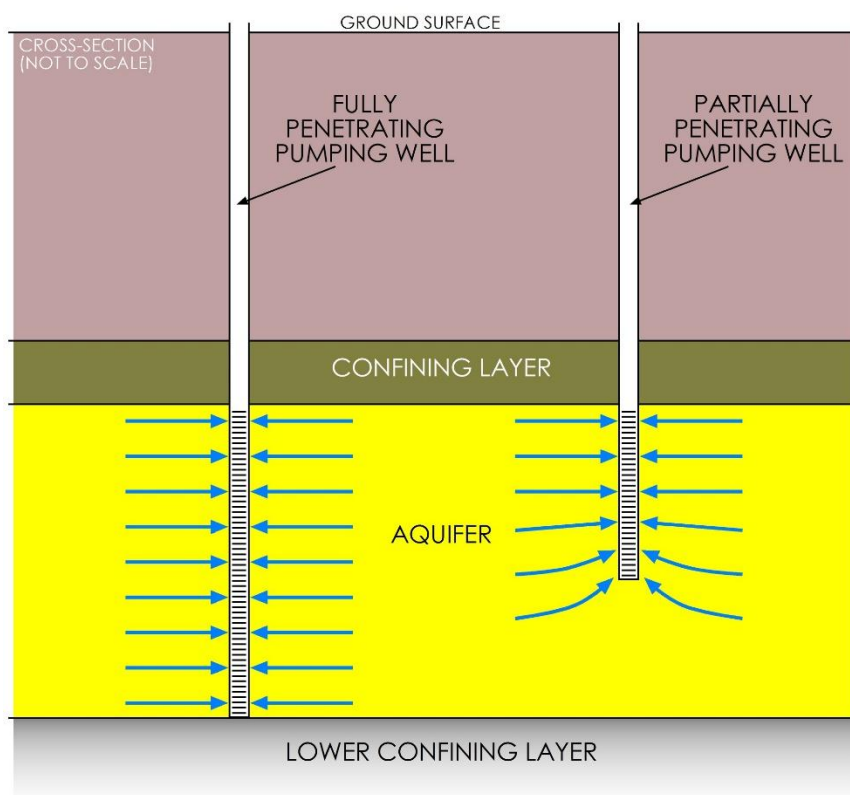 GROUND SURFACE
CROSS-SECTION
(NOT TO SCALE)
FULLY
PENETRATING
PUMPING WELL
PARTIALLY
PENETRATING
PUMPING WELL
CONFINING LAYER
AQUIFER
LOWER CONFINING LAYER